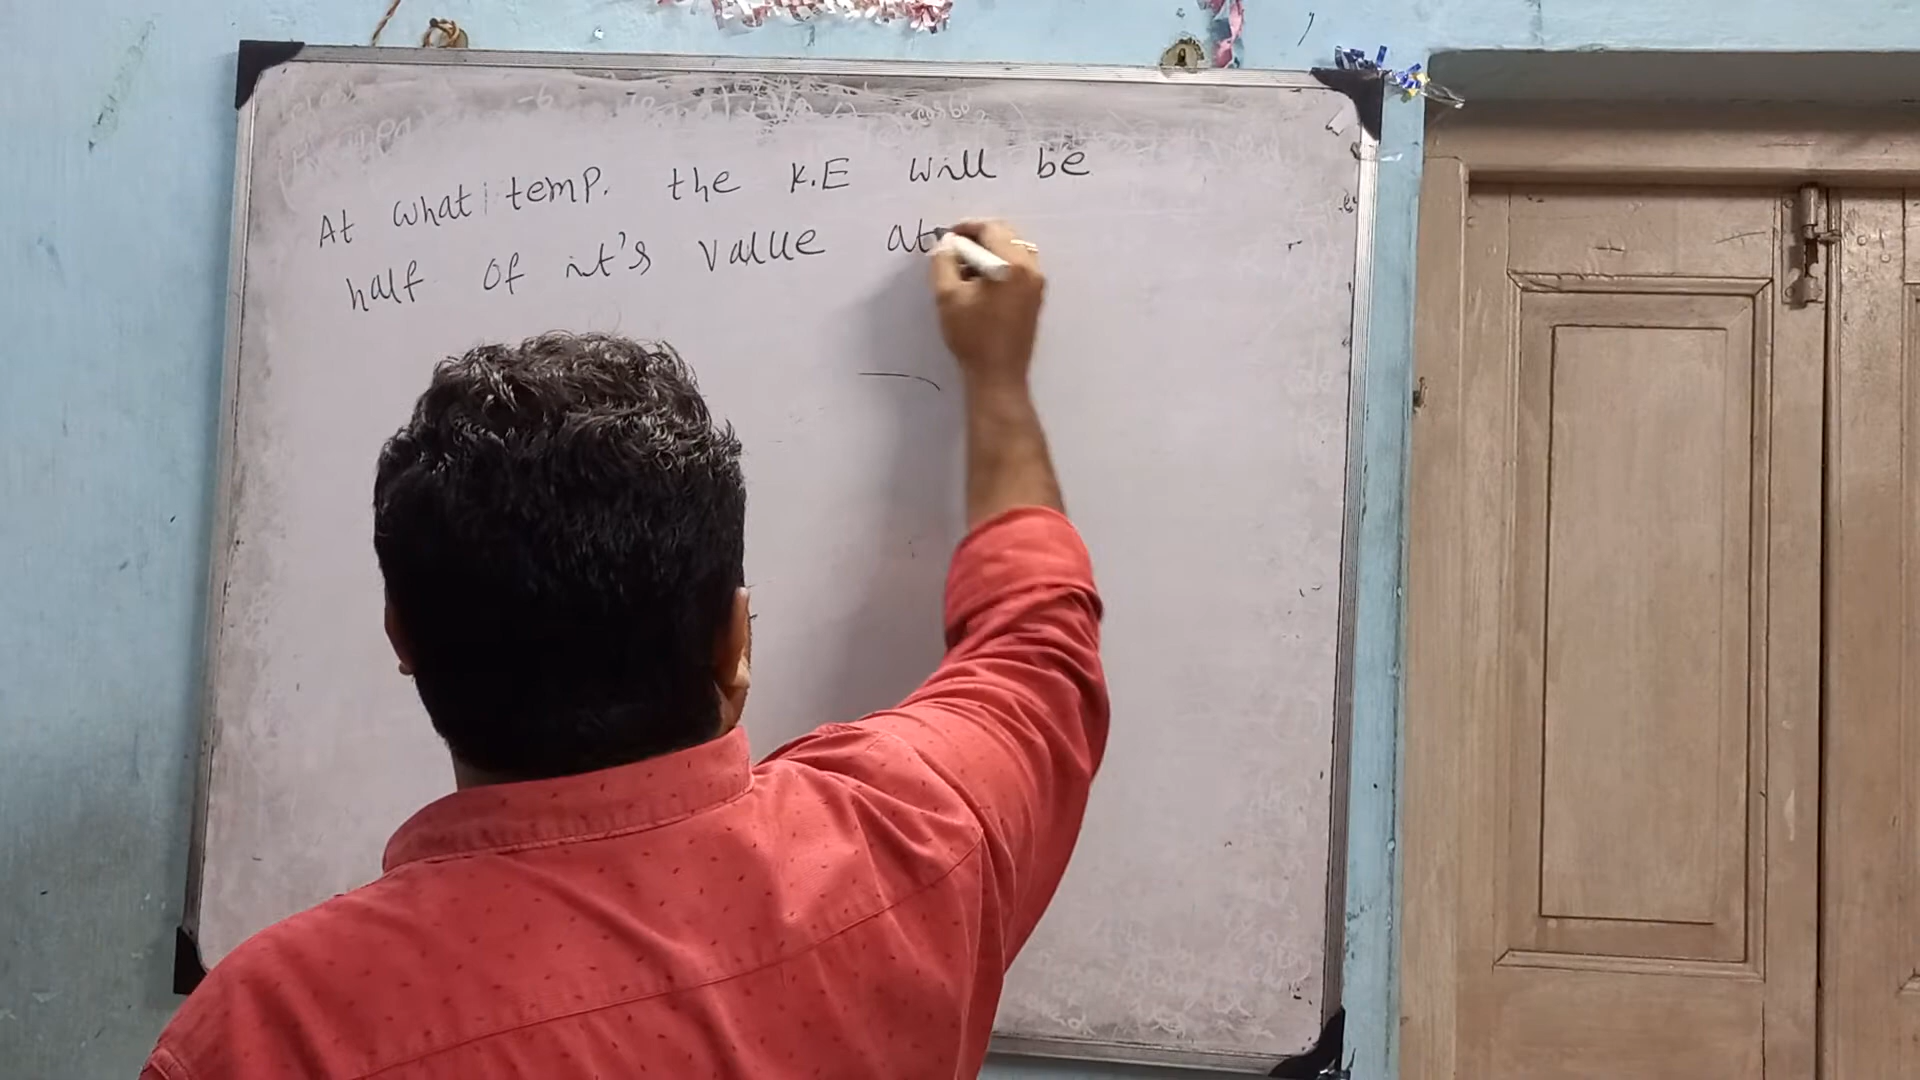 At what temp. the K.E will be
half of it's value at